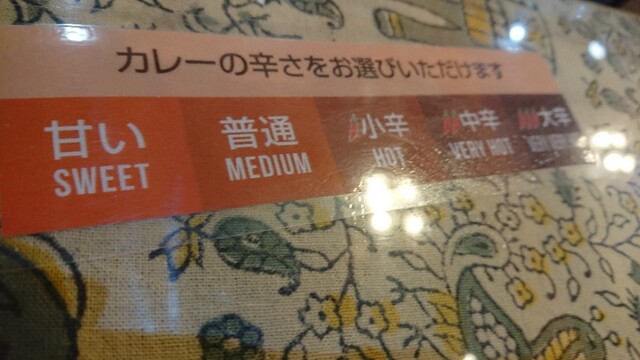 カレーの辛さをお選びいただけます
甘い 普通 小辛 中辛 大辛
SWEET MEDIUM HOT VERY HOT VERY